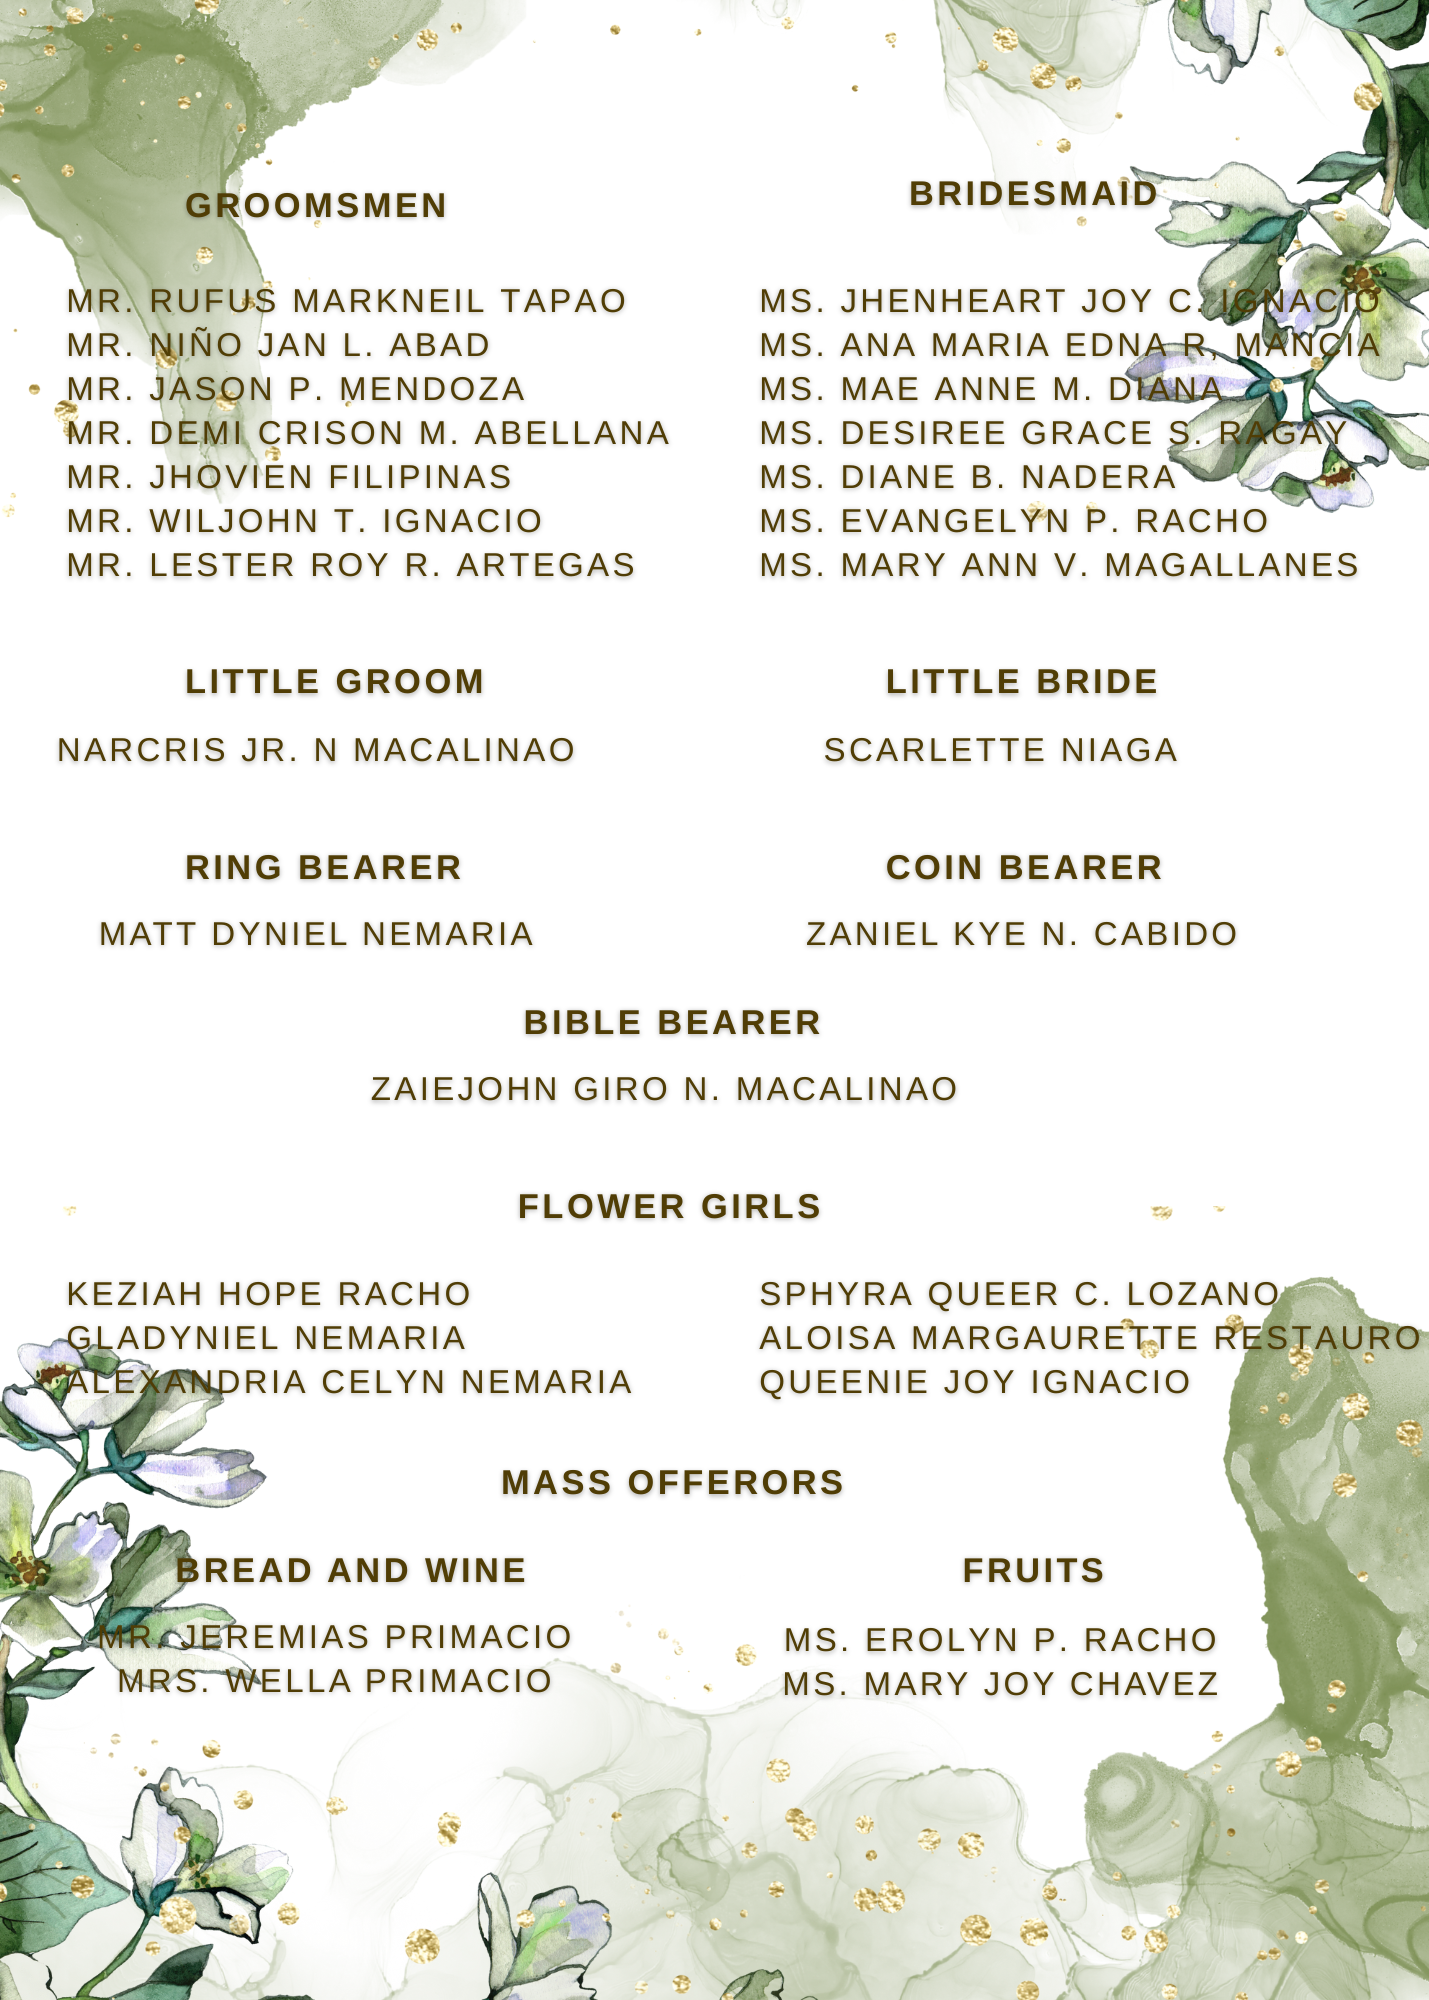 GROOMSMEN
MR. RUFUS MARKNEIL TAPAO
MR. NIÑO JAN L. ABAD
MR. JASON P. MENDOZA
MR. DEMI CRISON M. ABELLANA
MR. JHOVIEN FILIPINAS
MR. WILJOHN T. IGNACIO
MR. LESTER ROY R. ARTEGAS
BRIDESMAID
MS. JHENHEART JOY C. IGNACIO
MS. ANA MARIA EDNA R, MANCIA
MS. MAE ANNE M. DIANA
MS. DESIREE GRACE S. RAGAY
MS. DIANE B. NADERA
MS. EVANGELYN P. RACHO
MS. MARY ANN V. MAGALLANES
LITTLE GROOM
NARCRIS JR. N MACALINAO
LITTLE BRIDE
SCARLETTE NIAGA
RING BEARER
MATT DYNIEL NEMARIA
COIN BEARER
ZANIEL KYE N. CABIDO
BIBLE BEARER
ZAIEJOHN GIRO N. MACALINAO
FLOWER GIRLS
KEZIAH HOPE RACHO
GLADYNIEL NEMARIA
ALEXANDRIA CELYN NEMARIA
SPHYRA QUEER C. LOZANO
ALOISA MARGAURETTE RESTAURO
QUEENIE JOY IGNACIO
MASS OFFERORS
BREAD AND WINE
MR. JEREMIAS PRIMACIO
MRS. WELLA PRIMACIO
FRUITS
MS. EROLYN P. RACHO
MS. MARY JOY CHAVEZ